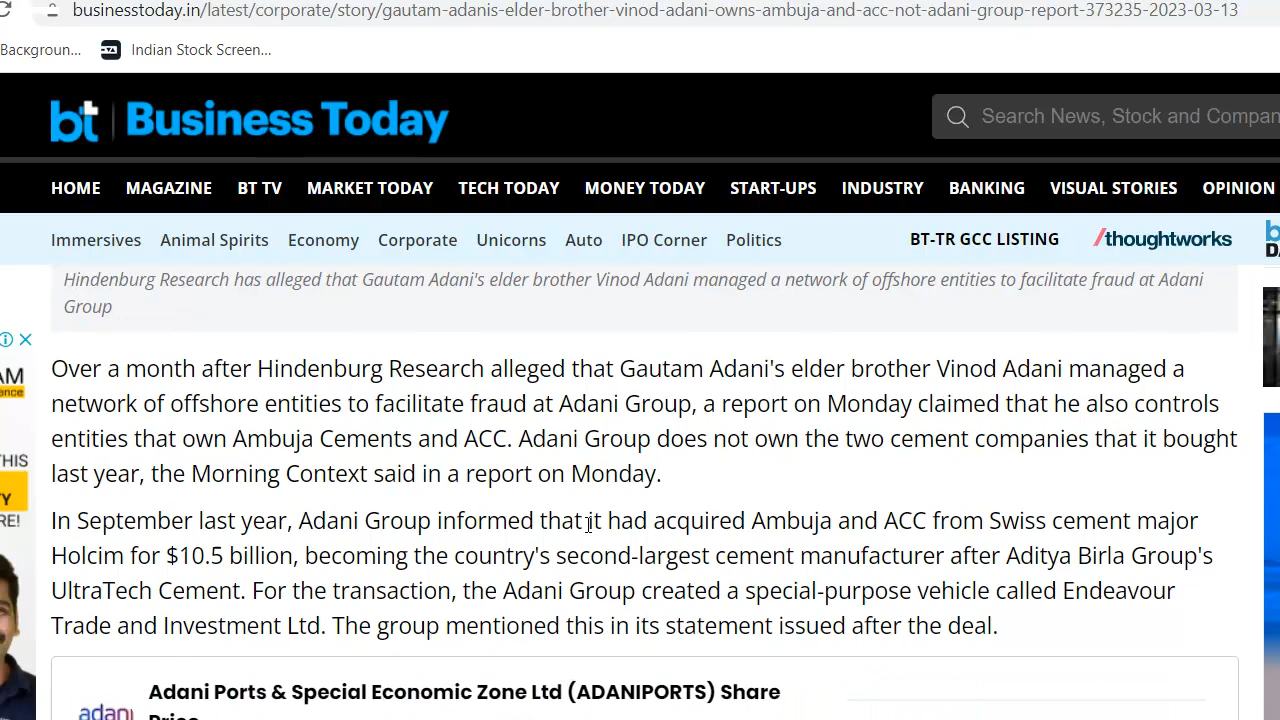 businesstoday.in/latest/corporate/story/gautam-adanis-elder-brother-vinod-adani-owns-ambuja-and-acc-not-adani-group-report-373235-2023-03-13
Backgroun... Indian Stock Screen...
bt Business Today Search News, Stock and Compan
HOME MAGAZINE BT TV MARKET TODAY TECH TODAY MONEY TODAY START-UPS INDUSTRY BANKING VISUAL STORIES OPINION
Immersives Animal Spirits Economy Corporate Unicorns Auto IPO Corner Politics BT-TR GCC LISTING /thoughtworks
Hindenburg Research has alleged that Gautam Adani's elder brother Vinod Adani managed a network of offshore entities to facilitate fraud at Adani
Group
Over a month after Hindenburg Research alleged that Gautam Adani's elder brother Vinod Adani managed a
network of offshore entities to facilitate fraud at Adani Group, a report on Monday claimed that he also controls
entities that own Ambuja Cements and ACC. Adani Group does not own the two cement companies that it bought
last year, the Morning Context said in a report on Monday.
In September last year, Adani Group informed that it had acquired Ambuja and ACC from Swiss cement major
Holcim for $10.5 billion, becoming the country's second-largest cement manufacturer after Aditya Birla Group's
UltraTech Cement. For the transaction, the Adani Group created a special-purpose vehicle called Endeavour
Trade and Investment Ltd. The group mentioned this in its statement issued after the deal.
Adani Ports & Special Economic Zone Ltd (ADANIPORTS) Share
Price
adani